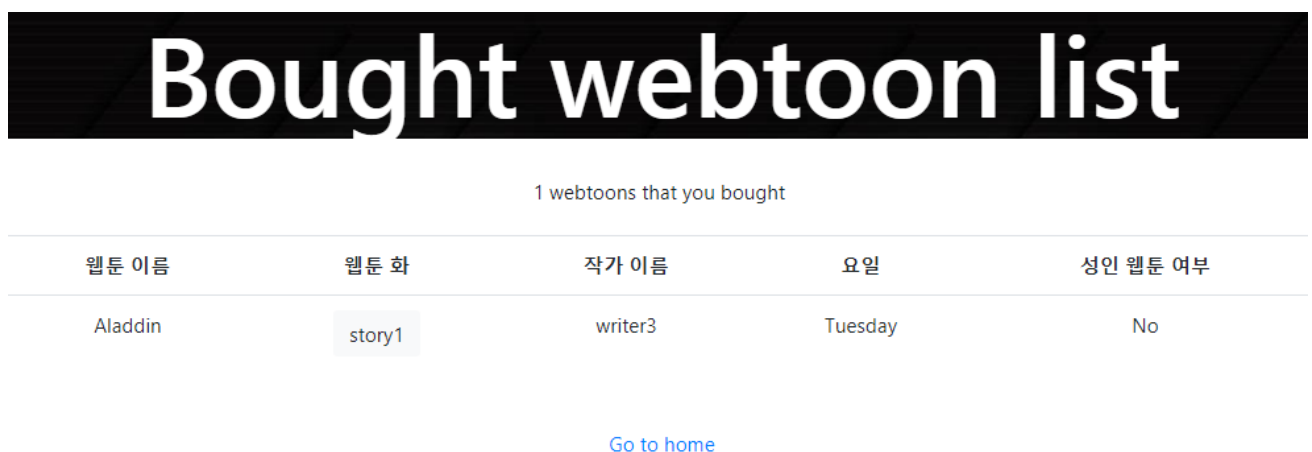 Bought webtoon list
1 webtoons that you bought
웹툰 이름 웹툰 화 작가 이름 요일 성인 웹툰 여부
Aladdin story1 writer3 Tuesday No
Go to home